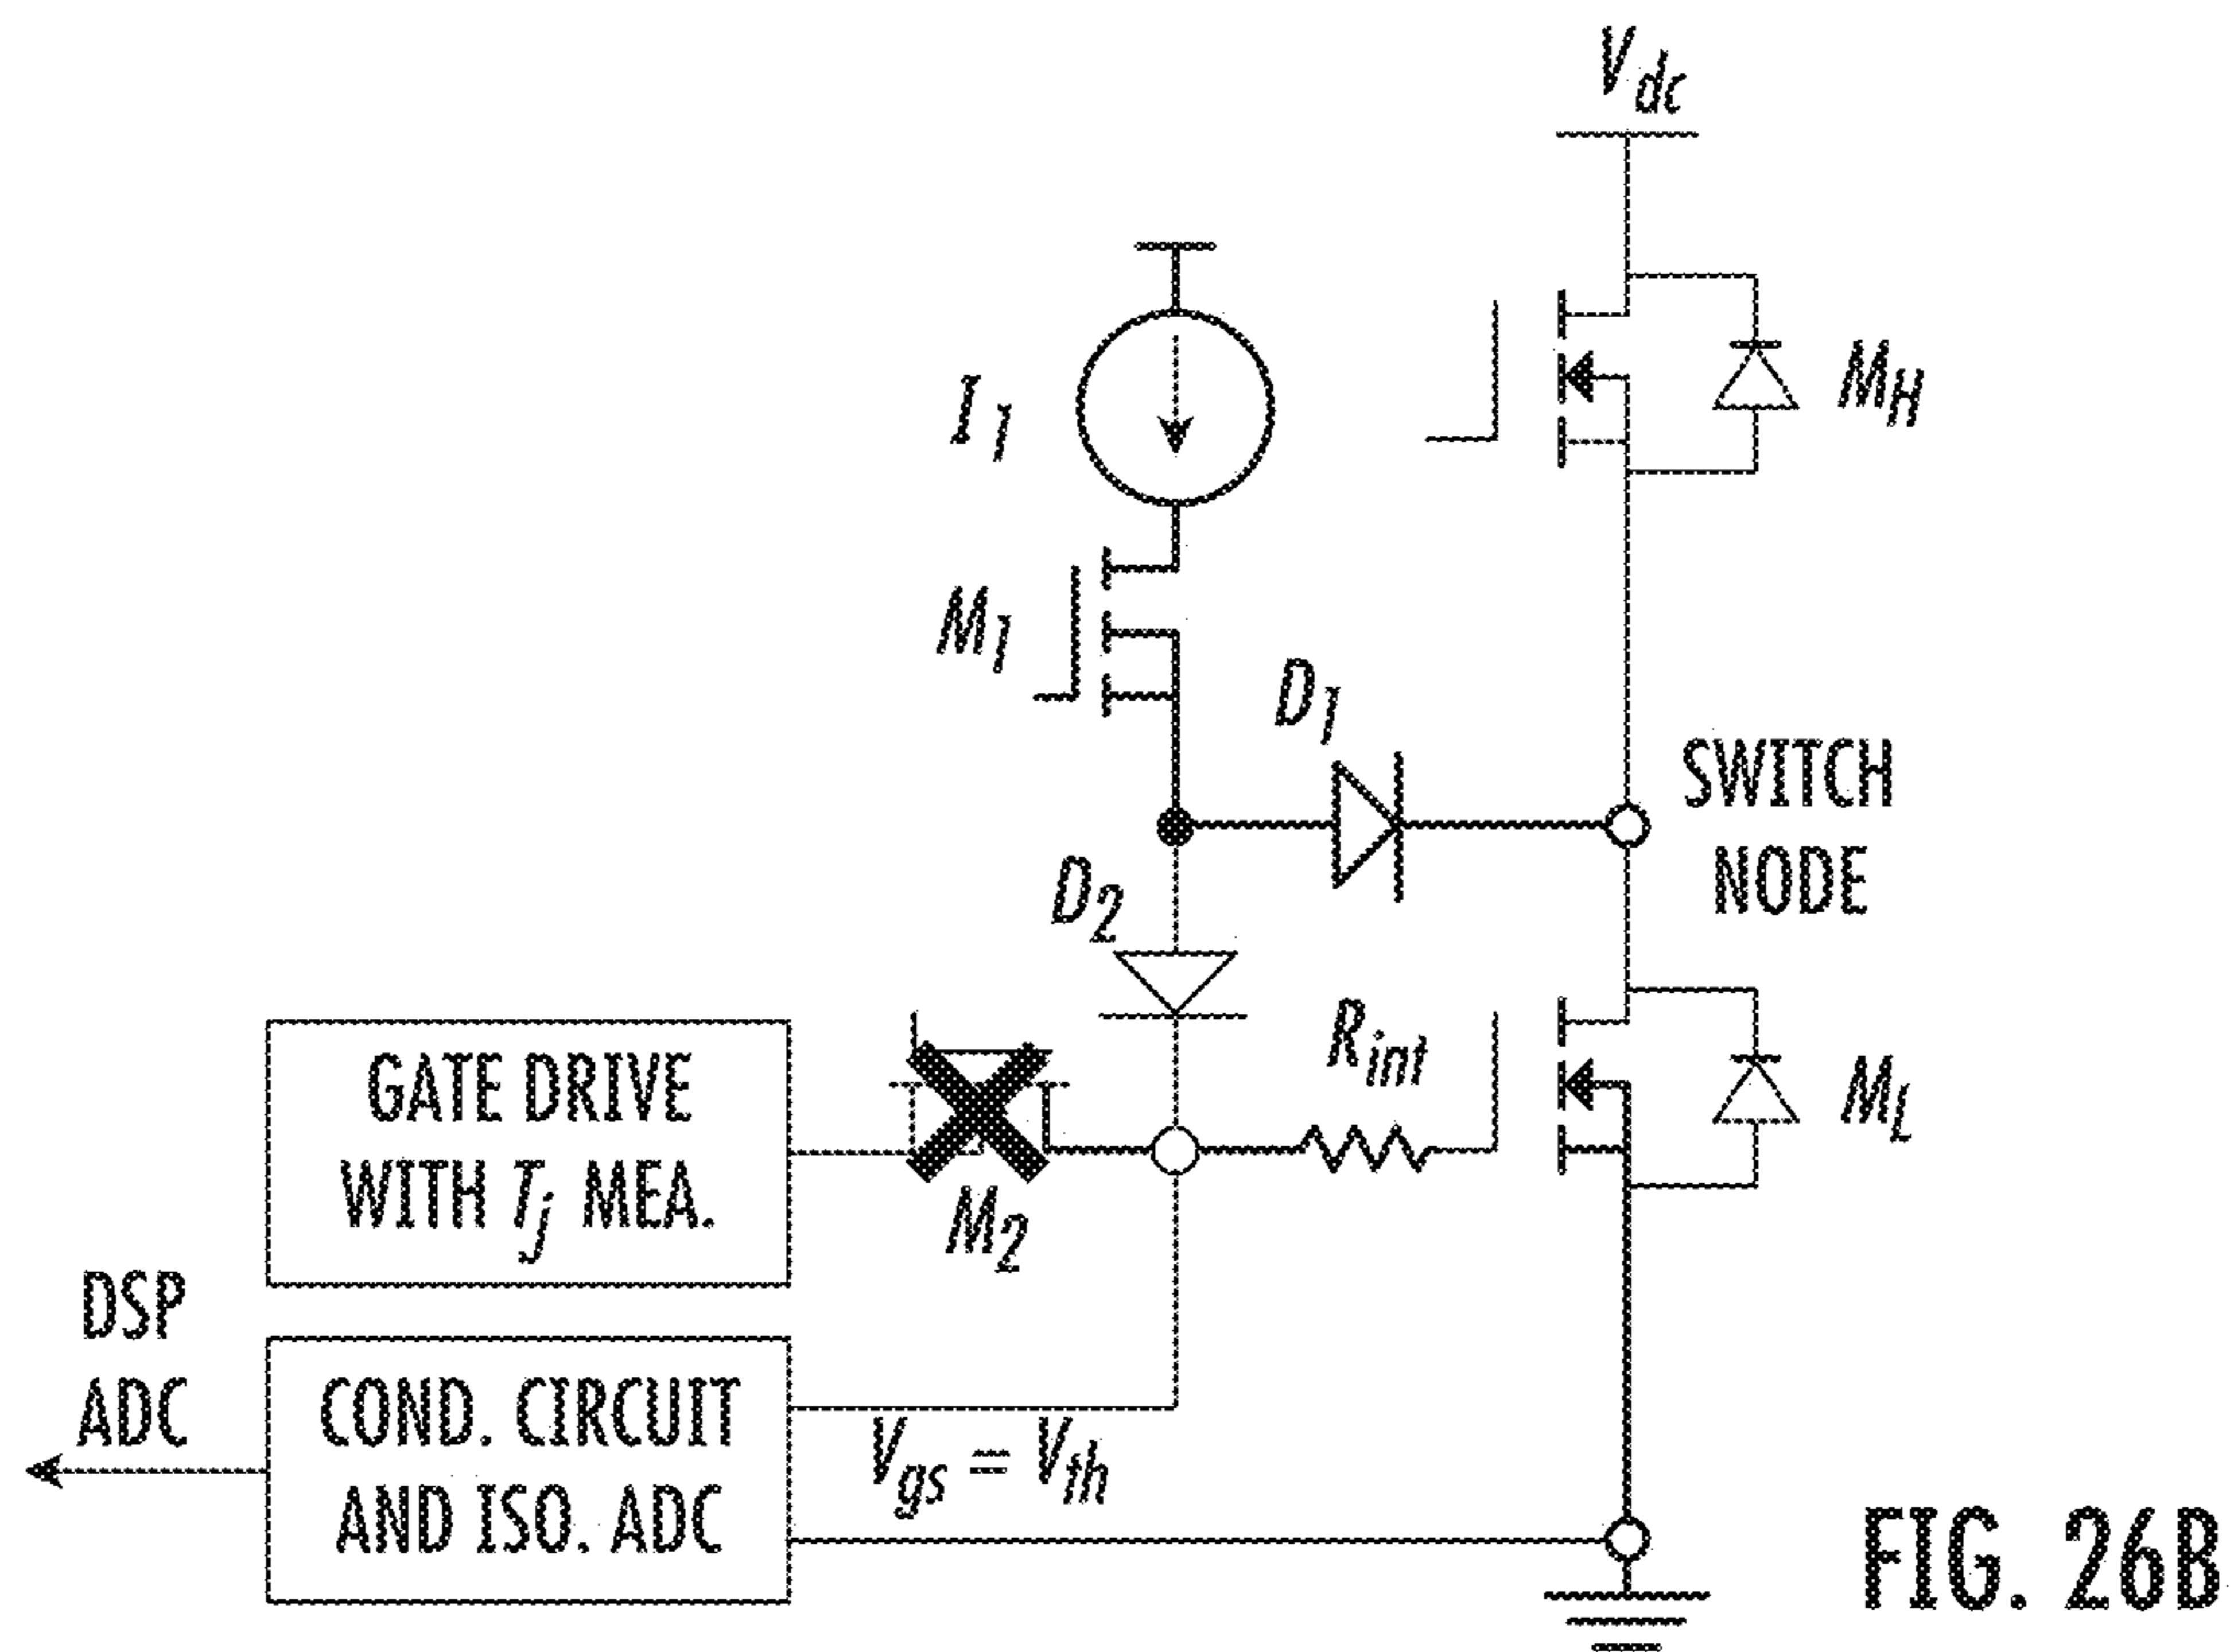 V_dc
I_1
M_H
M_1
D_1
SWITCH
NODE
D_2
R_int
M_L
GATE DRIVE
WITH T_j MEA.
M_2
DSP
ADC
COND. CIRCUIT
AND ISO. ADC
V_gs = V_th
FIG. 26B